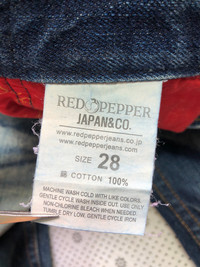 RED PEPPER
JAPAN&CO.
www.redpepperjeans.co.jp
www.redpepperjeans.com
SIZE 28
COTTON 100%
MACHINE WASH COLD WITH LIKE COLORS,
GENTLE CYCLE WASH INSIDE OUT. USE ONLY
NON-CHLORINE BLEACH WHEN NEEDED.
TUMBLE DRY LOW. GENTLE CYCLE IRON